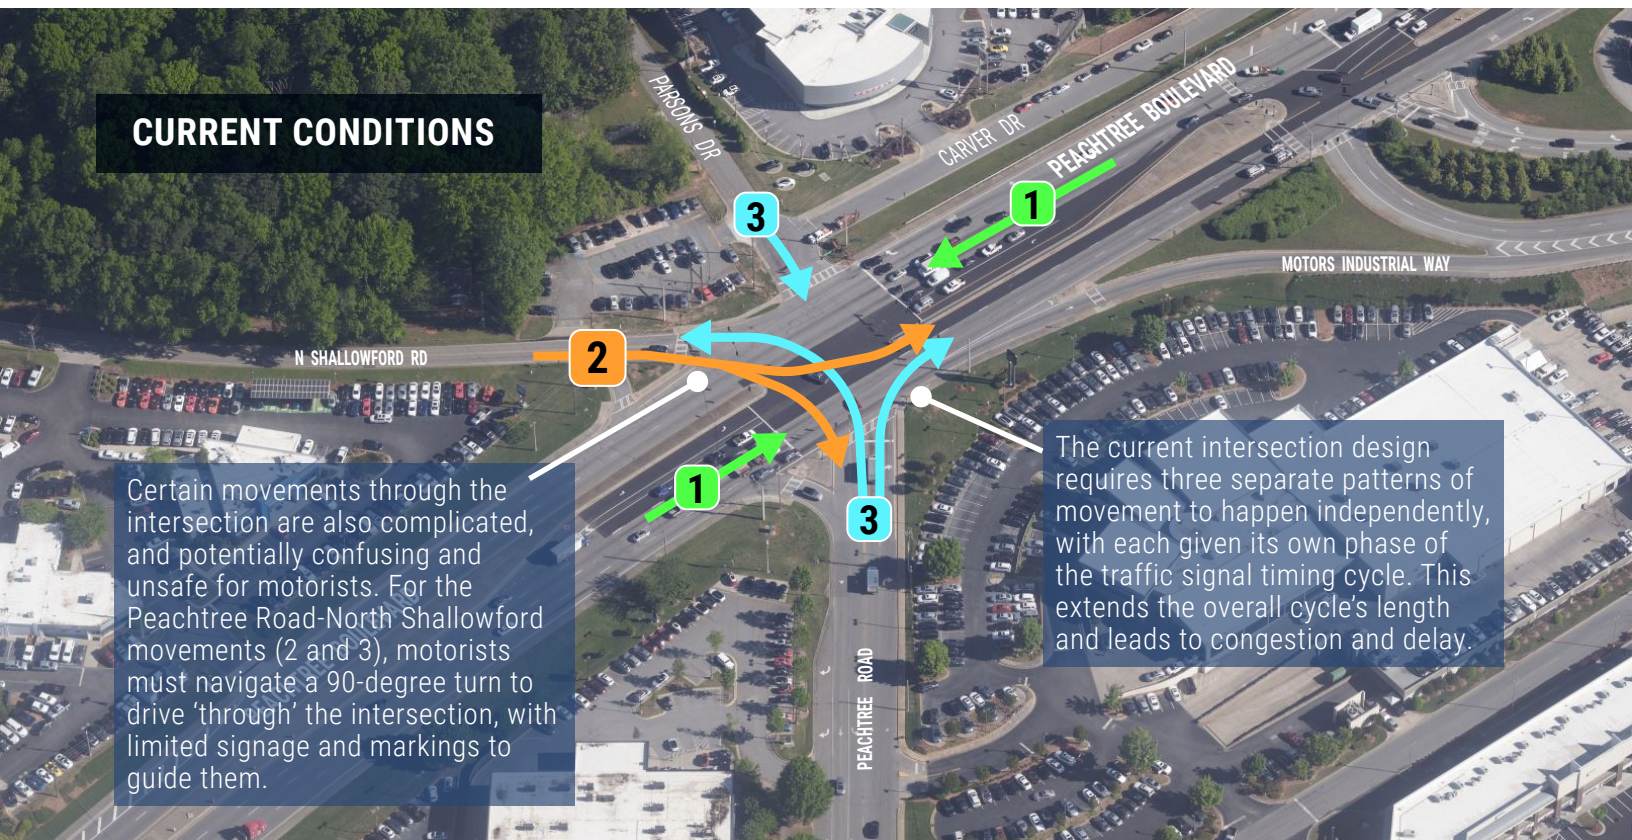 CURRENT CONDITIONS
PARSONS DR
CARVER DR
PEACHTREE BOULEVARD
3
1
MOTORS INDUSTRIAL WAY
N SHALLOWFORD RD
2
1
3
Certain movements through the
intersection are also complicated,
and potentially confusing and
unsafe for motorists. For the
Peachtree Road-North Shallowford
movements (2 and 3), motorists
must navigate a 90-degree turn to
drive ‘through’ the intersection, with
limited signage and markings to
guide them.
The current intersection design
requires three separate patterns of
movement to happen independently,
with each given its own phase of
the traffic signal timing cycle. This
extends the overall cycle’s length
and leads to congestion and delay.
PEACHTREE ROAD